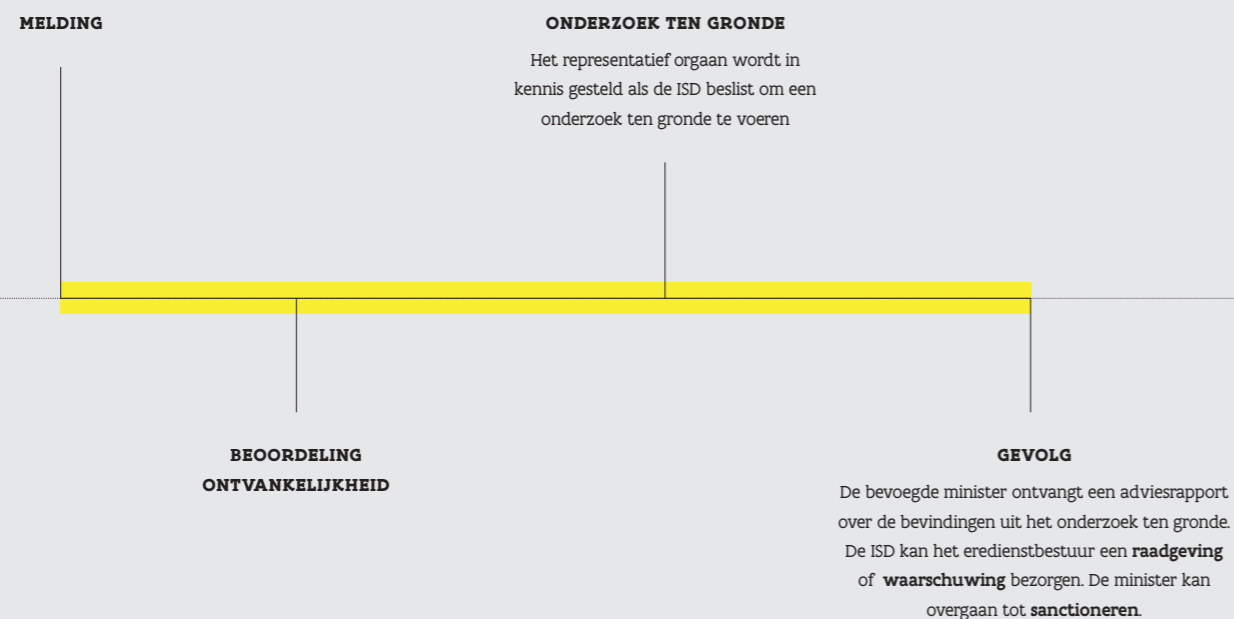 MELDING
ONDERZOEK TEN GRONDE
Het representatief orgaan wordt in
kennis gesteld als de ISD beslist om een
onderzoek ten gronde te voeren
BEOORDELING
ONTVANKELIJKHEID
GEVOLG
De bevoegde minister ontvangt een adviesrapport
over de bevindingen uit het onderzoek ten gronde.
De ISD kan het eredienstbestuur een raadgeving
of waarschuwing bezorgen. De minister kan
overgaan tot sanctioneren.